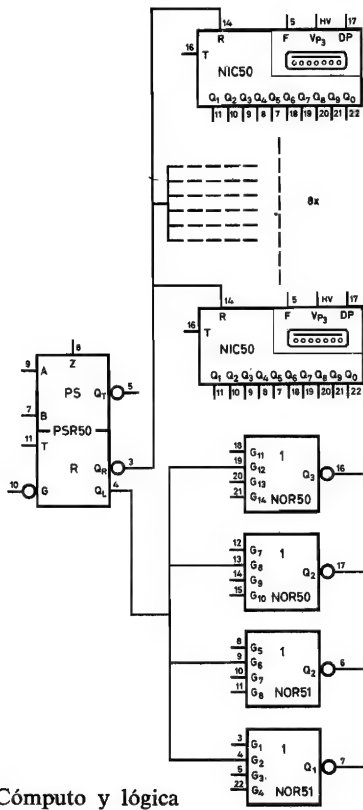 14 5 HV 17
R F VP3 DP
16 T
NIC50
Q1 Q2 Q3 Q4 Q5 Q6 Q7 Q8 Q9 Q0
11 10 9 8 7 18 19 20 21 22
8x
14 5 HV 17
R F VP3 DP
16 T
NIC50
Q1 Q2 Q3 Q4 Q5 Q6 Q7 Q8 Q9 Q0
11 10 9 8 7 18 19 20 21 22
8
Z
9 A
PS QT 5
7 B
PSR50
11 T
R QR 3
10 G QL 4
18 G11 1
19 G12 Q3 16
20 G13
21 G14 NOR50
12 G7 1
13 G8 Q2 17
14 G9
15 G10 NOR50
8 G5 1
9 G6 Q2 6
10 G7
11 G8 NOR51
3 G1 1
4 G2 Q1 7
5 G3
22 G4 NOR51
Cómputo y lógica